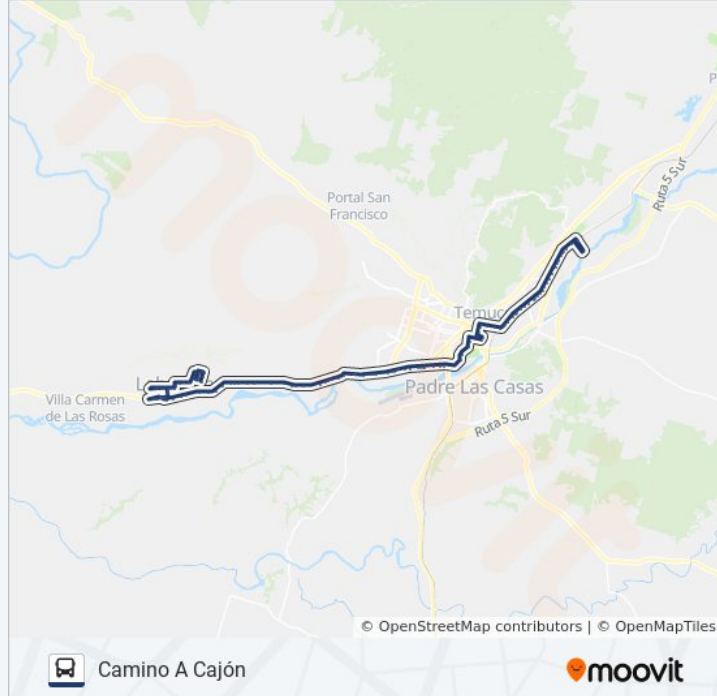 Portal San
Francisco
Ruta 5 Sur
Villa Carmen
de Las Rosas
Padre Las Casas
Ruta 5 Sur
© OpenStreetMap contributors | © OpenMapTiles
Camino A Cajón
moovit